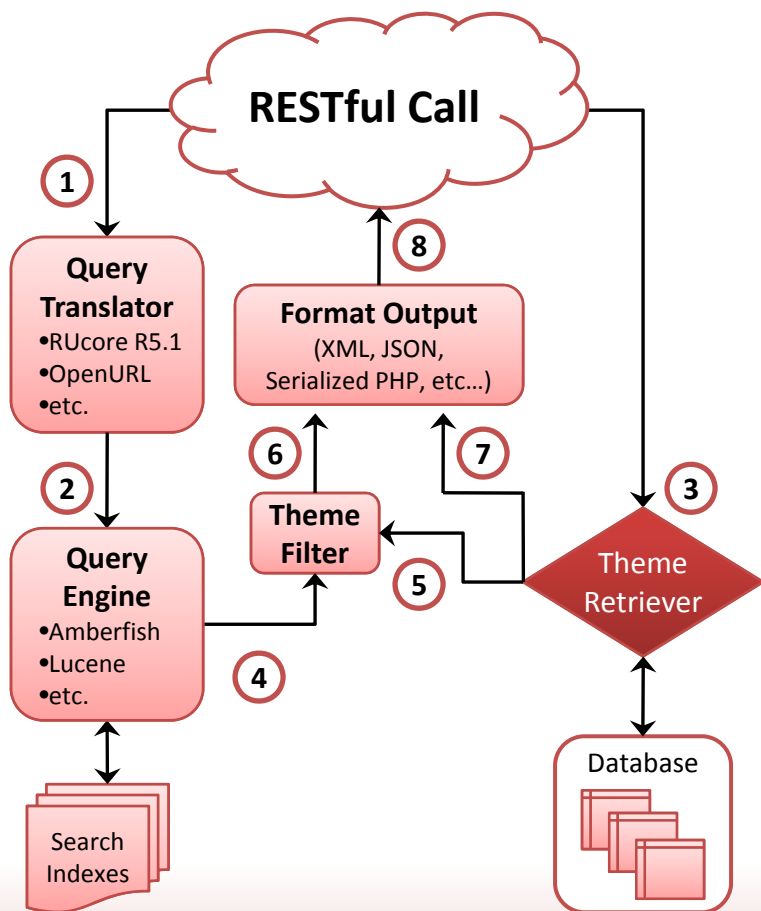 RESTful Call
1
8
Query
Translator
•RUcore R5.1
•OpenURL
•etc.
Format Output
(XML, JSON,
Serialized PHP, etc...)
2
6
7
3
Theme
Filter
Query
Engine
•Amberfish
•Lucene
•etc.
5
Theme
Retriever
4
Search
Indexes
Database